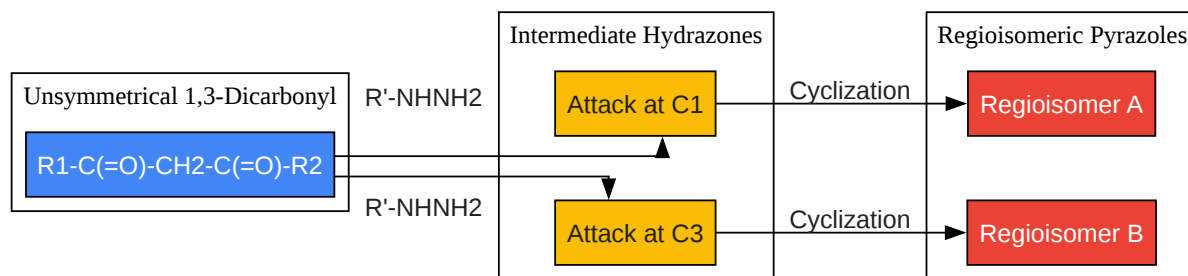 Unsymmetrical 1,3-Dicarbonyl
R1-C(=O)-CH2-C(=O)-R2
R'-NHNH2
R'-NHNH2
Intermediate Hydrazones
Attack at C1
Attack at C3
Cyclization
Cyclization
Regioisomeric Pyrazoles
Regioisomer A
Regioisomer B